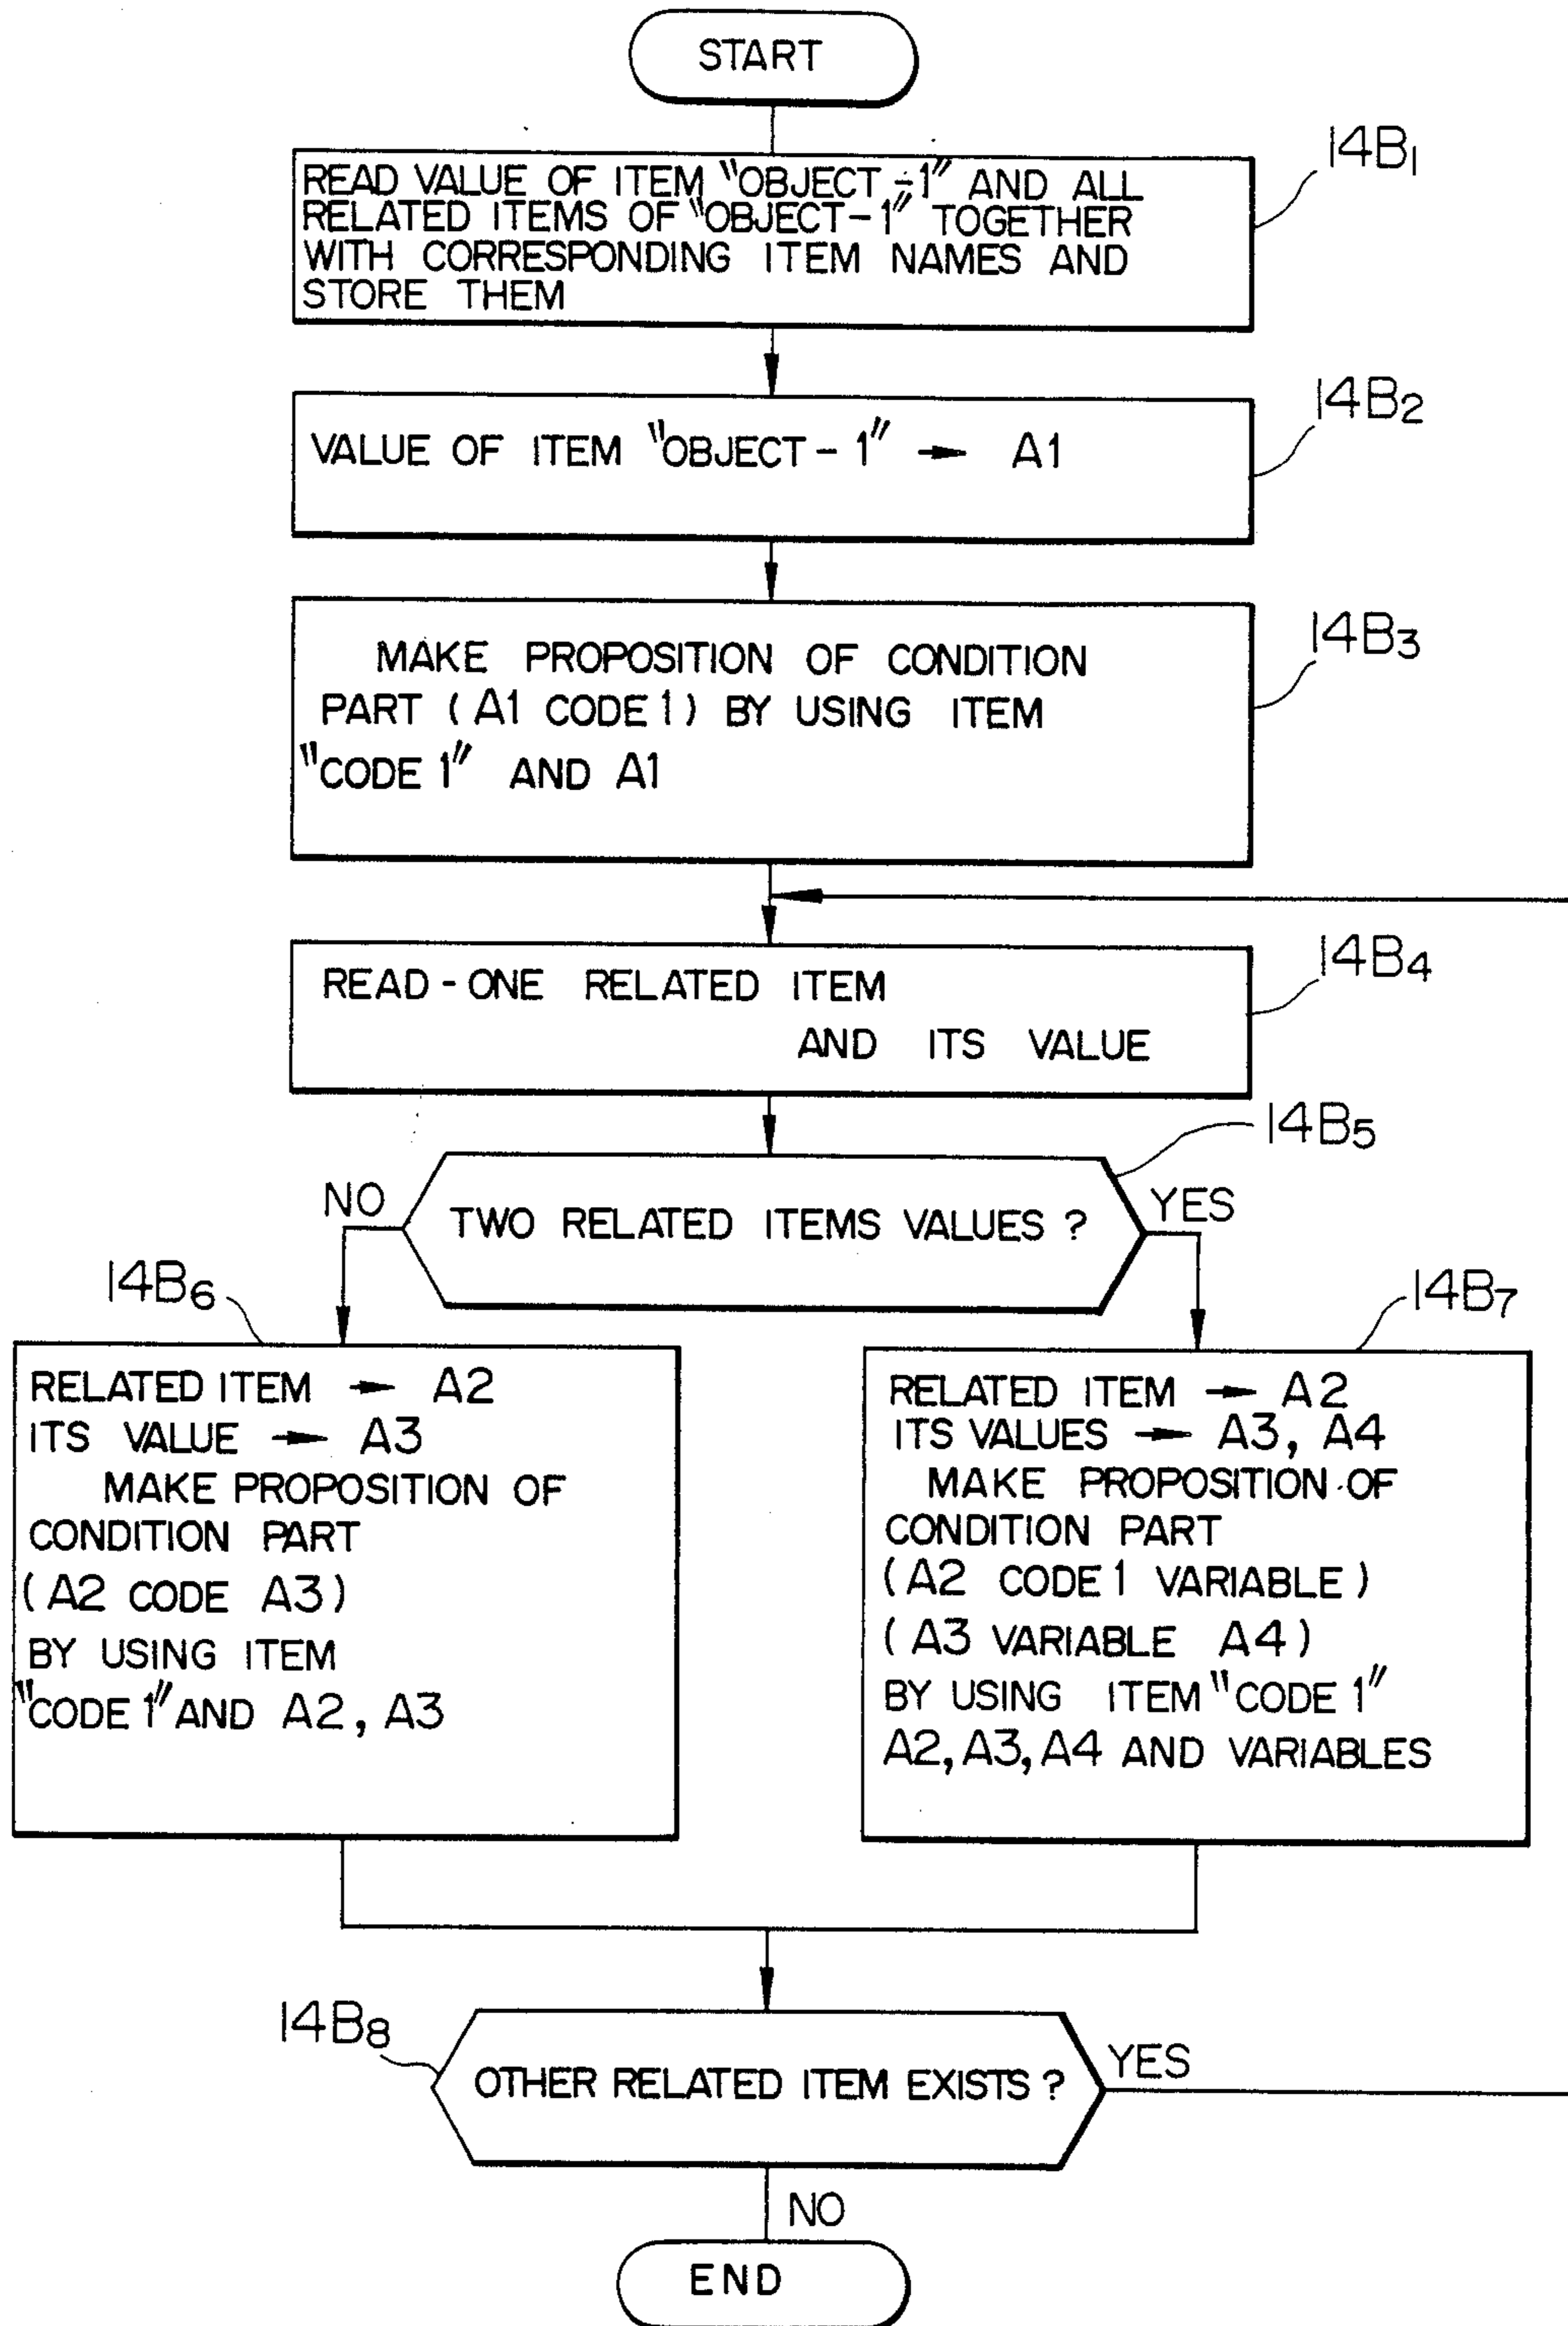 START
14B1
READ VALUE OF ITEM "OBJECT-1" AND ALL
RELATED ITEMS OF "OBJECT-1" TOGETHER
WITH CORRESPONDING ITEM NAMES AND
STORE THEM
14B2
VALUE OF ITEM "OBJECT-1" → A1
14B3
MAKE PROPOSITION OF CONDITION
PART (A1 CODE 1) BY USING ITEM
"CODE 1" AND A1
14B4
READ-ONE RELATED ITEM
AND ITS VALUE
14B5
NO
TWO RELATED ITEMS VALUES ?
YES
14B6
RELATED ITEM → A2
ITS VALUE → A3
MAKE PROPOSITION OF
CONDITION PART
(A2 CODE A3)
BY USING ITEM
"CODE 1" AND A2, A3
14B7
RELATED ITEM → A2
ITS VALUES → A3, A4
MAKE PROPOSITION OF
CONDITION PART
(A2 CODE 1 VARIABLE)
(A3 VARIABLE A4)
BY USING ITEM "CODE 1"
A2, A3, A4 AND VARIABLES
14B8
OTHER RELATED ITEM EXISTS ?
YES
NO
END